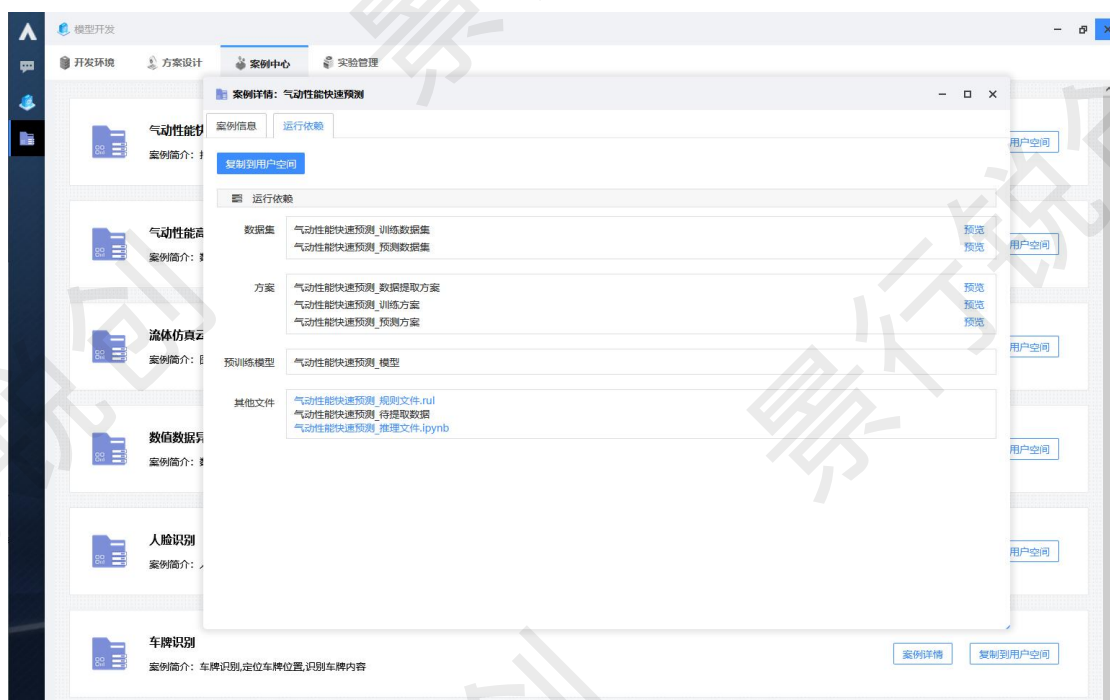 模型开发
开发环境
方案设计
案例中心
实验管理
案例详情：气动性能快速预测
案例信息
运行依赖
复制到用户空间
运行依赖
数据集
气动性能快速预测_训练数据集
预览
气动性能快速预测_预测数据集
预览
方案
气动性能快速预测_数据提取方案
预览
气动性能快速预测_训练方案
预览
气动性能快速预测_预测方案
预览
预训练模型
气动性能快速预测_模型
其他文件
气动性能快速预测_规则文件.rul
气动性能快速预测_待提取数据
气动性能快速预测_推理文件.ipynb
气动性能快
案例简介：
用户空间
气动性能高
案例简介：
用户空间
流体仿真云
案例简介：
用户空间
数值数据异
案例简介：
用户空间
人脸识别
案例简介：
用户空间
车牌识别
案例简介：车牌识别,定位车牌位置,识别车牌内容
案例详情
复制到用户空间
景行锐创